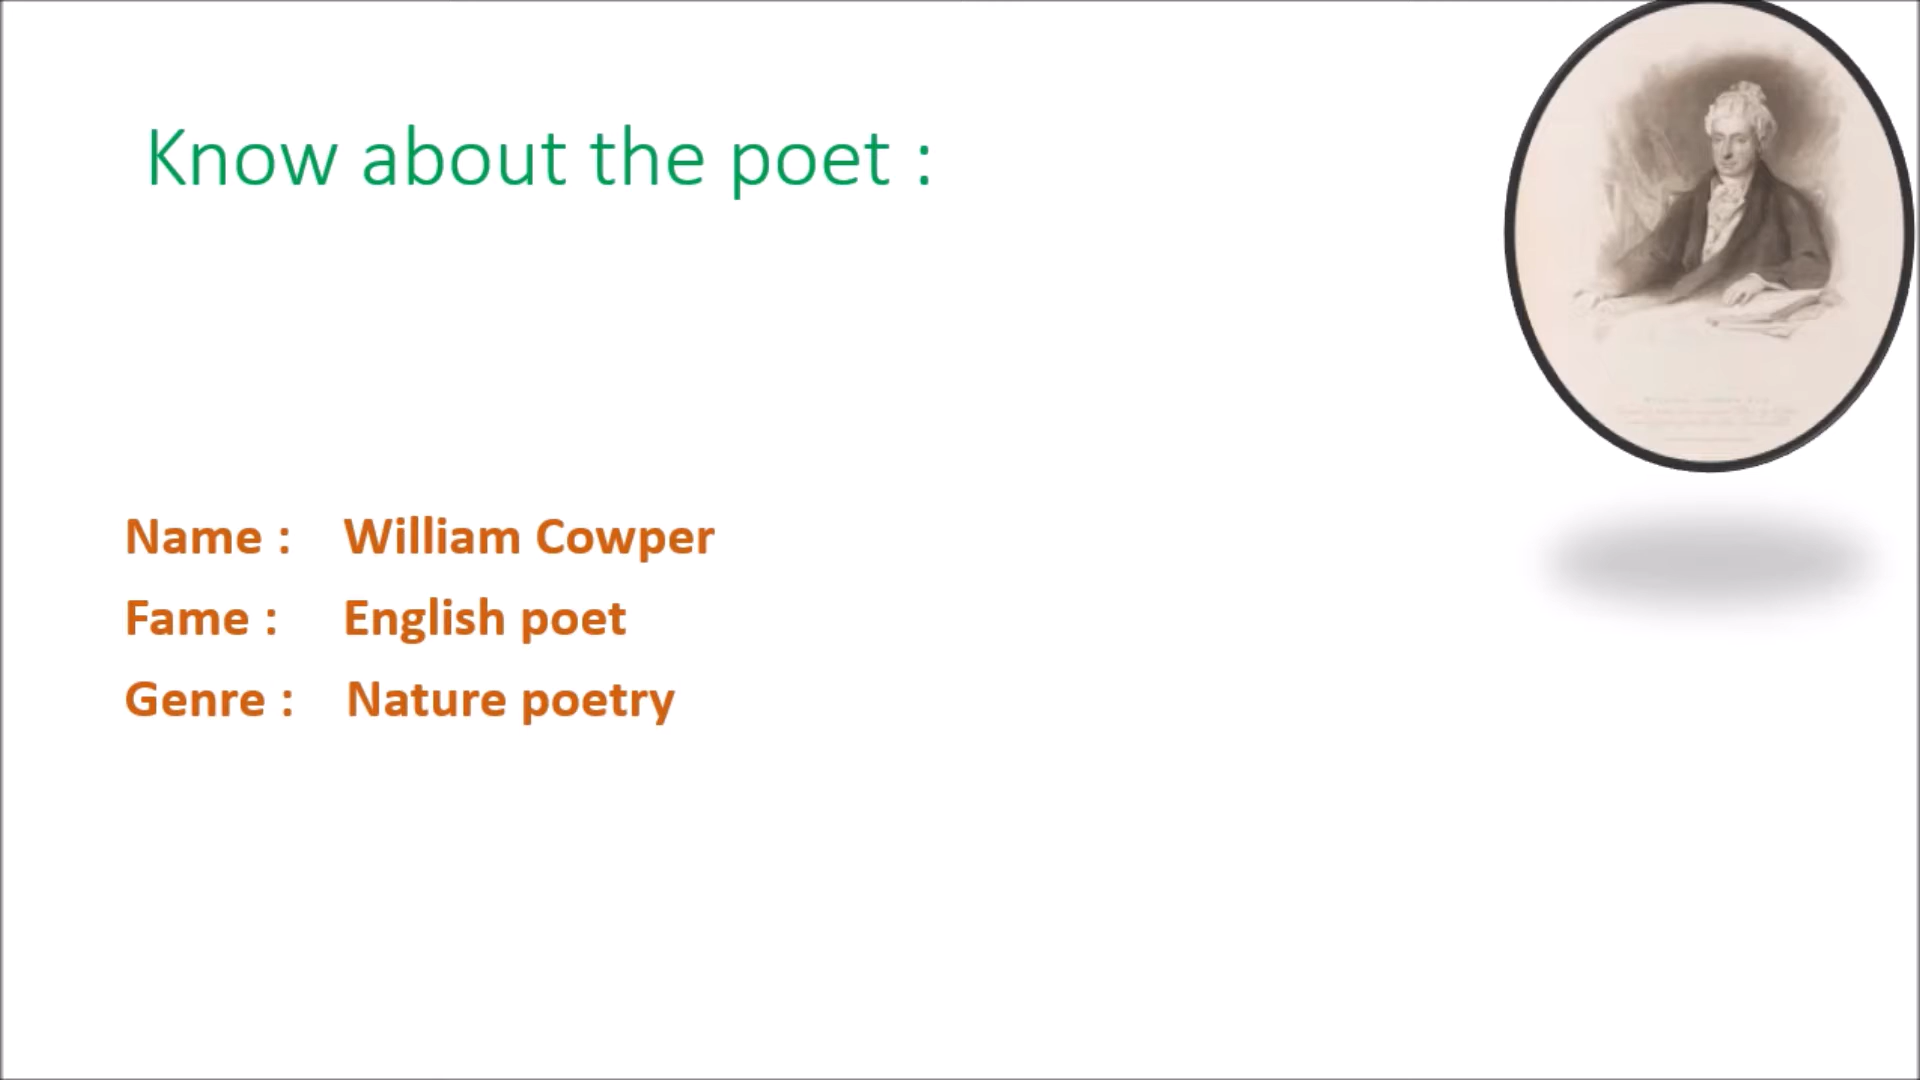 Know about the poet :
Name : William Cowper
Fame : English poet
Genre : Nature poetry